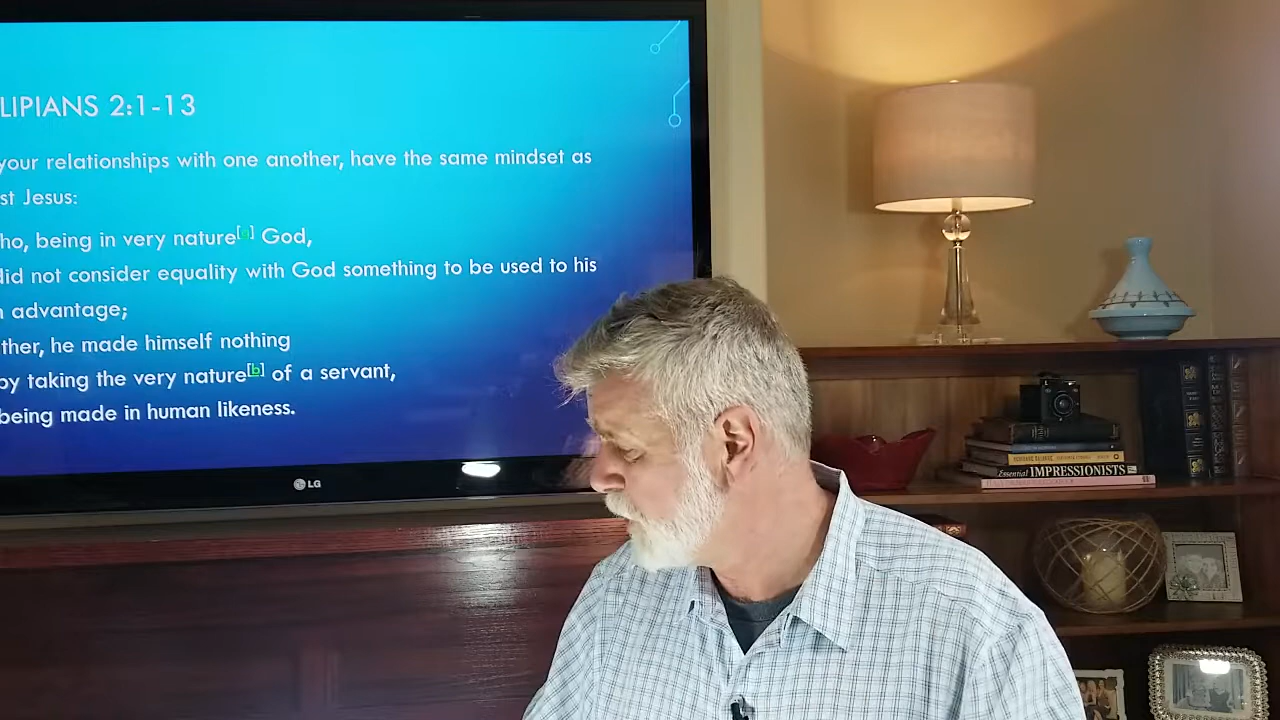 LIPIANS 2:1-13
your relationships with one another, have the same mindset as
st Jesus:
ho, being in very nature[a] God,
did not consider equality with God something to be used to his
n advantage;
ther, he made himself nothing
by taking the very nature[b] of a servant,
being made in human likeness.
LG
Essential IMPRESSIONISTS